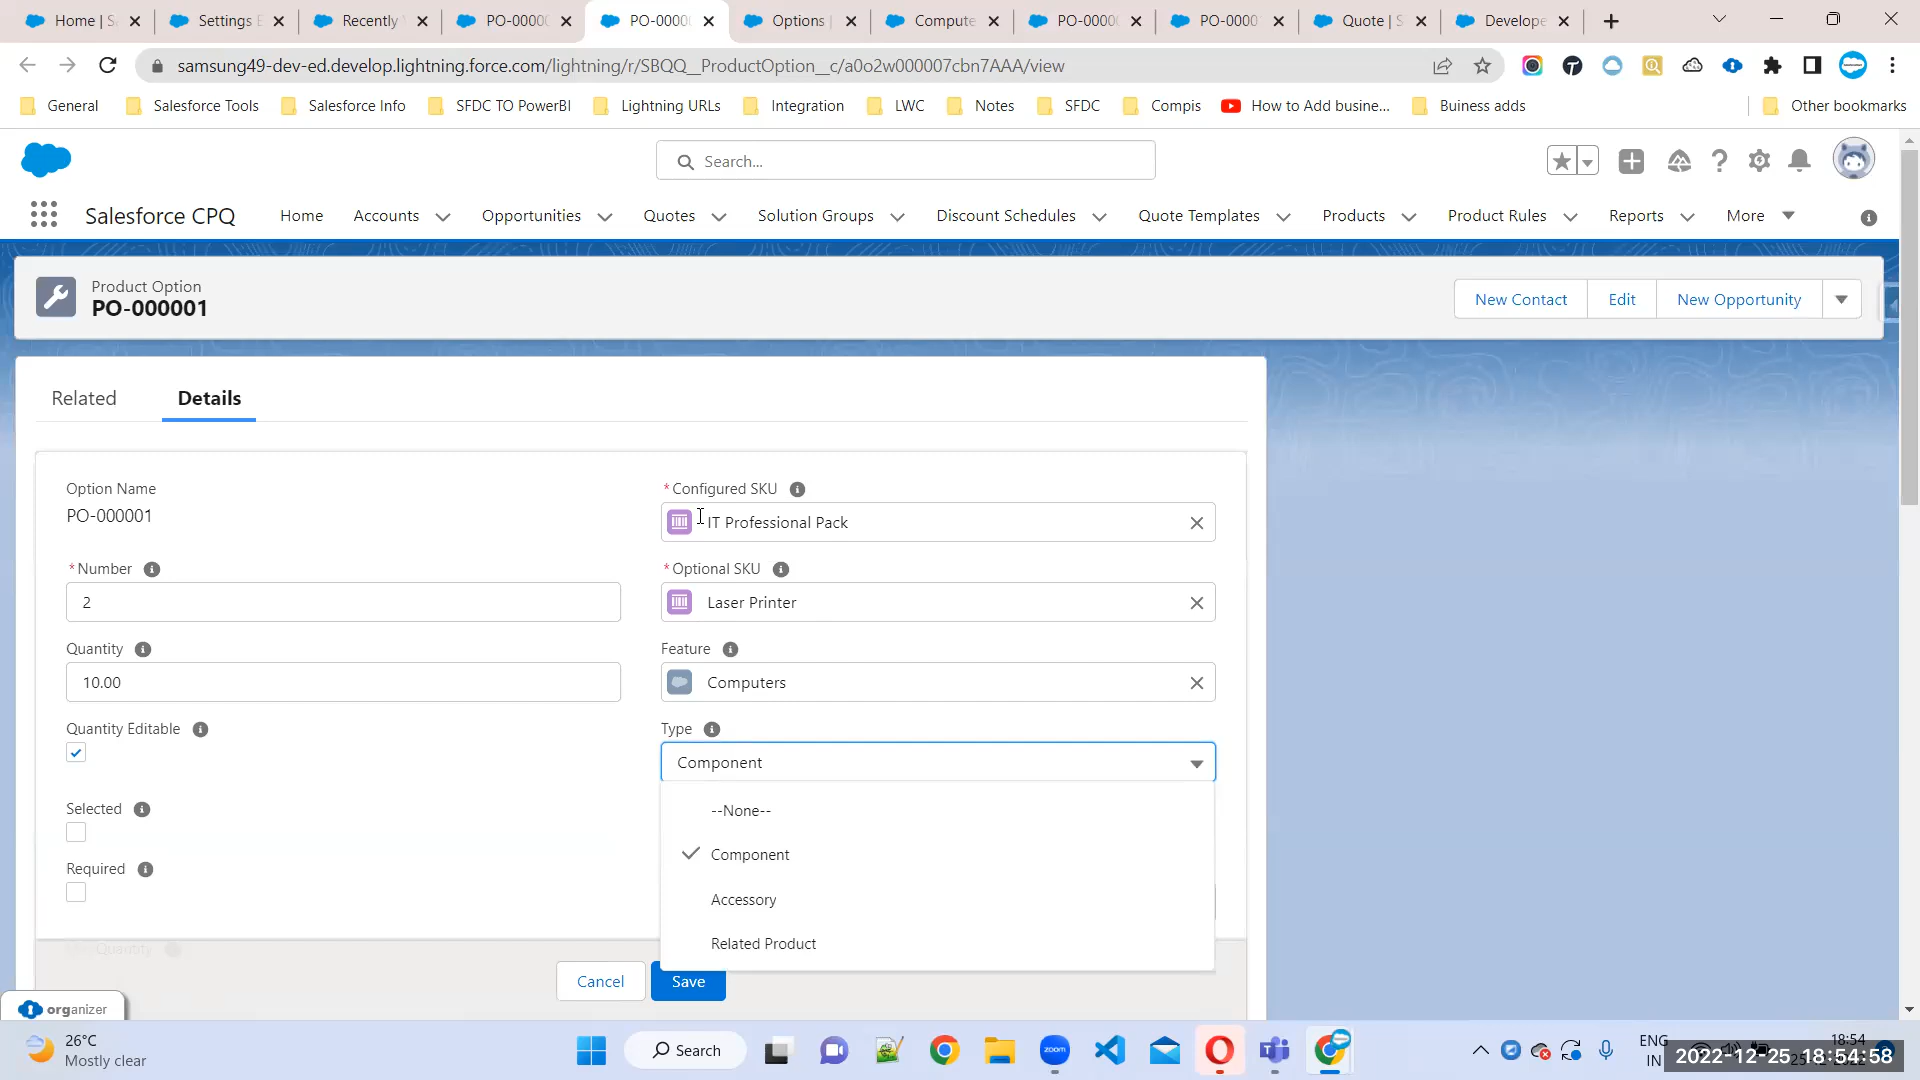 Home | S
Settings E
Recently V
PO-0000
PO-0000
Options |
Compute
PO-0000
PO-0000
Quote | S
Develope
samsung49-dev-ed.develop.lightning.force.com/lightning/r/SBQQ__ProductOption__c/a0o2w000007cbn7AAA/view
General
Salesforce Tools
Salesforce Info
SFDC TO PowerBI
Lightning URLs
Integration
LWC
Notes
SFDC
Compis
How to Add busine...
Buiness adds
Other bookmarks
Search...
Salesforce CPQ
Home
Accounts
Opportunities
Quotes
Solution Groups
Discount Schedules
Quote Templates
Products
Product Rules
Reports
More
Product Option
PO-000001
New Contact
Edit
New Opportunity
Related
Details
Option Name
PO-000001
*Configured SKU
IT Professional Pack
*Number
2
*Optional SKU
Laser Printer
Quantity
10.00
Feature
Computers
Quantity Editable
Type
Component
Selected
--None--
Component
Required
Accessory
Related Product
Quantity
Cancel
Save
organizer
26°C
Mostly clear
Search
zoom
ENG
IN
18:54
2022-12-25 18:54:58